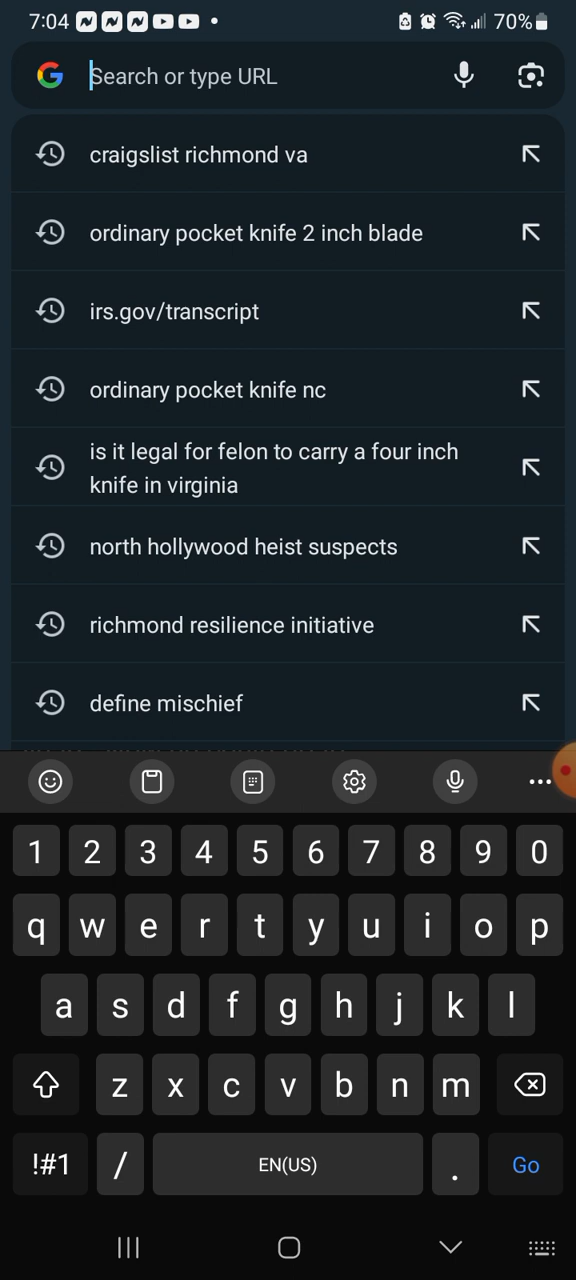 7:04
70%
Search or type URL
craigslist richmond va
ordinary pocket knife 2 inch blade
irs.gov/transcript
ordinary pocket knife nc
is it legal for felon to carry a four inch
knife in virginia
north hollywood heist suspects
richmond resilience initiative
define mischief
1 2 3 4 5 6 7 8 9 0
q w e r t y u i o p
a s d f g h j k l
z x c v b n m
!#1 / EN(US) . Go